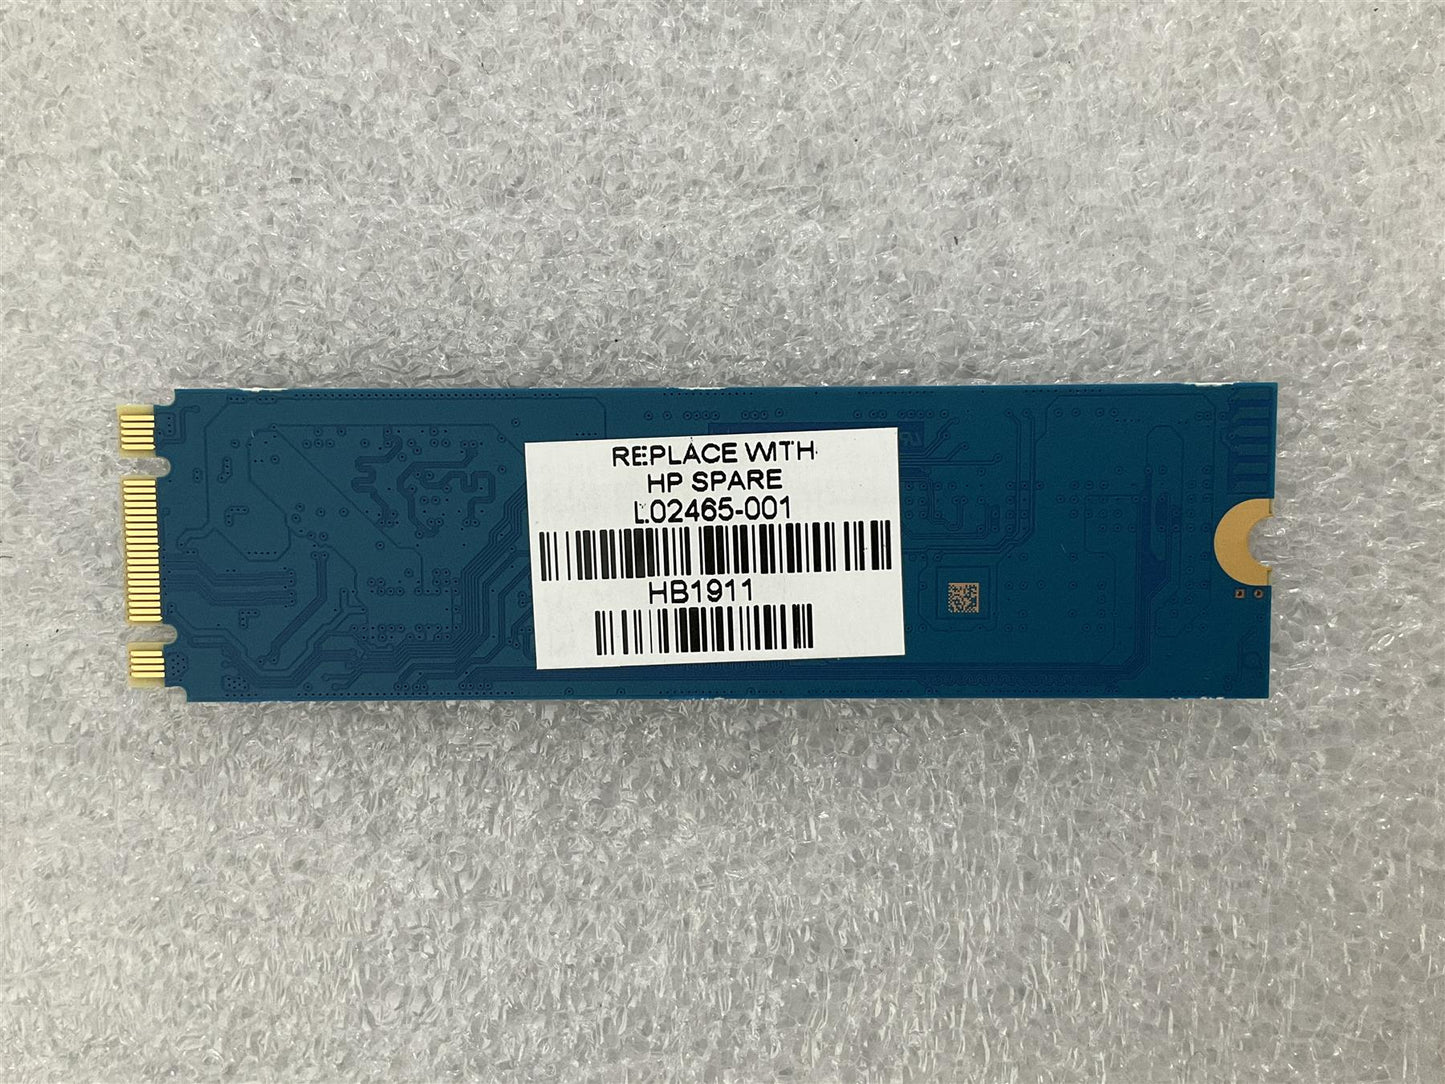 REPLACE WITH
HP SPARE
L02465-001
HB1911